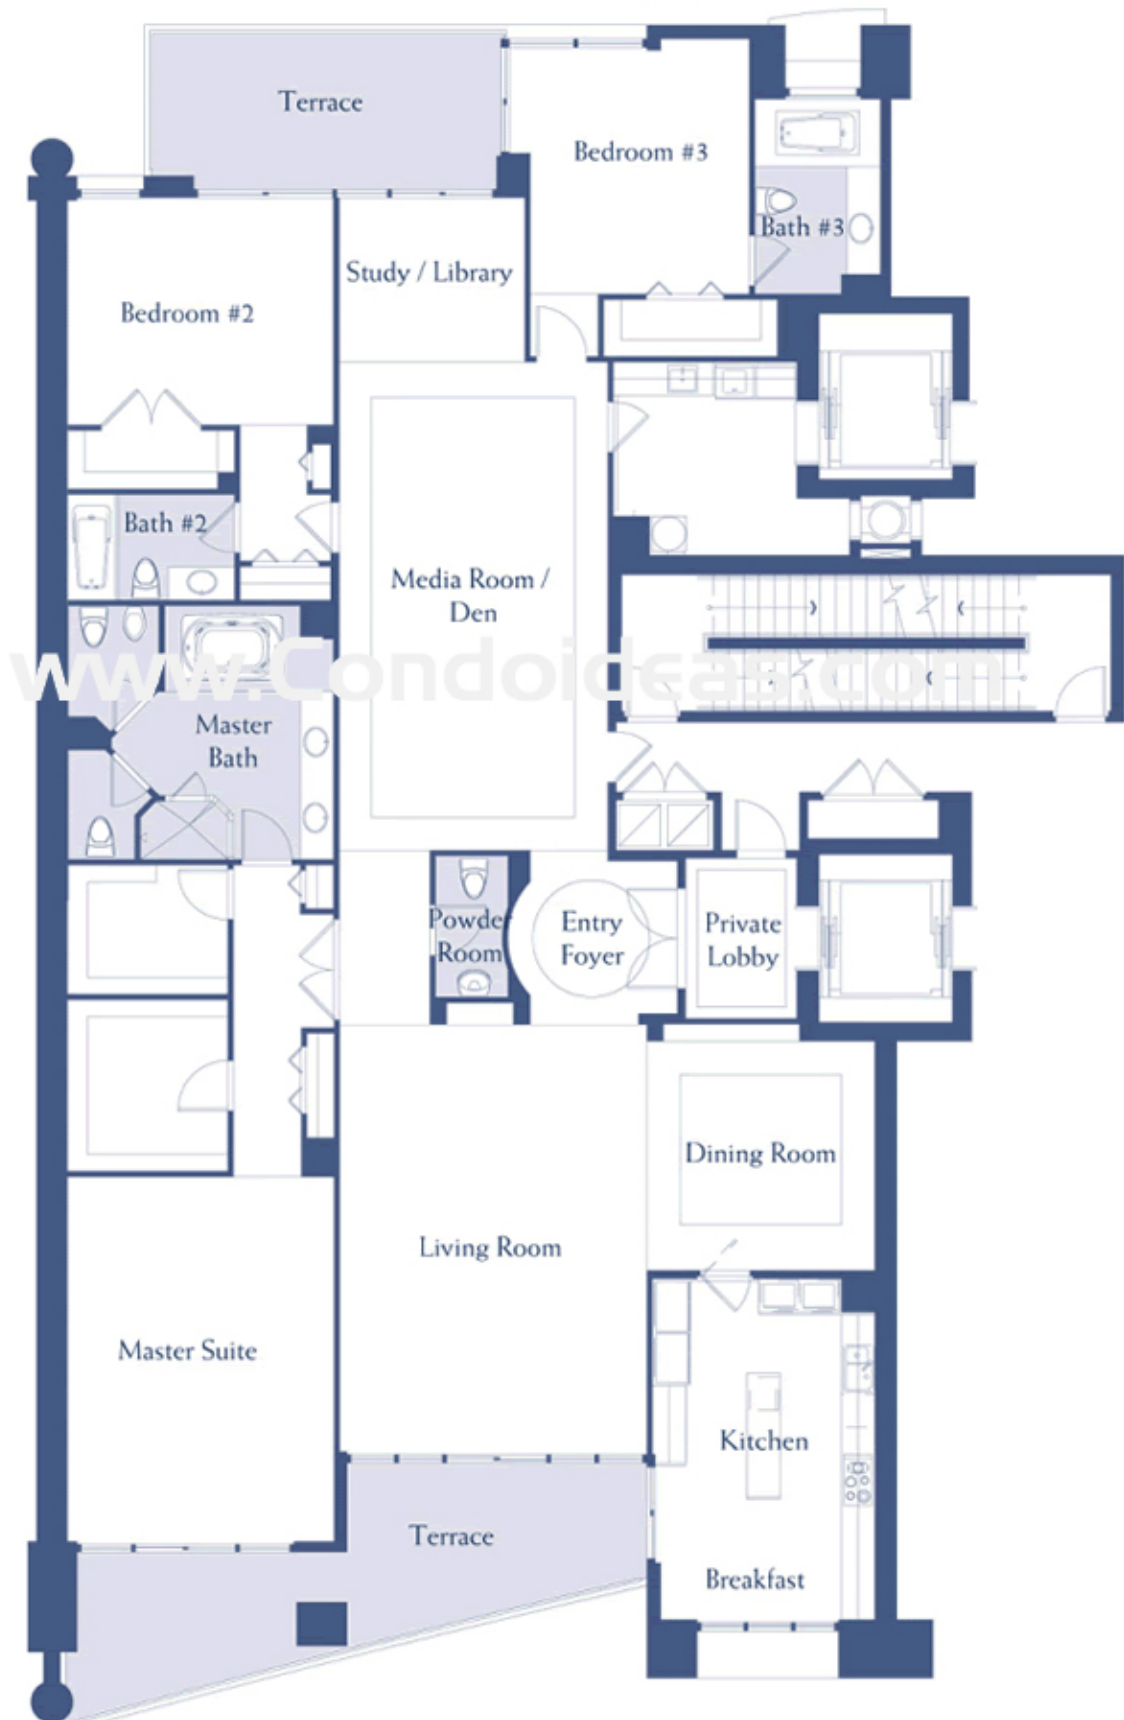 Terrace
Bedroom #3
Bath #3
Study / Library
Bedroom #2
Bath #2
Media Room /
Den
www.Condoideas.com
Master
Bath
Powder
Room
Entry
Foyer
Private
Lobby
Dining Room
Living Room
Master Suite
Kitchen
Terrace
Breakfast